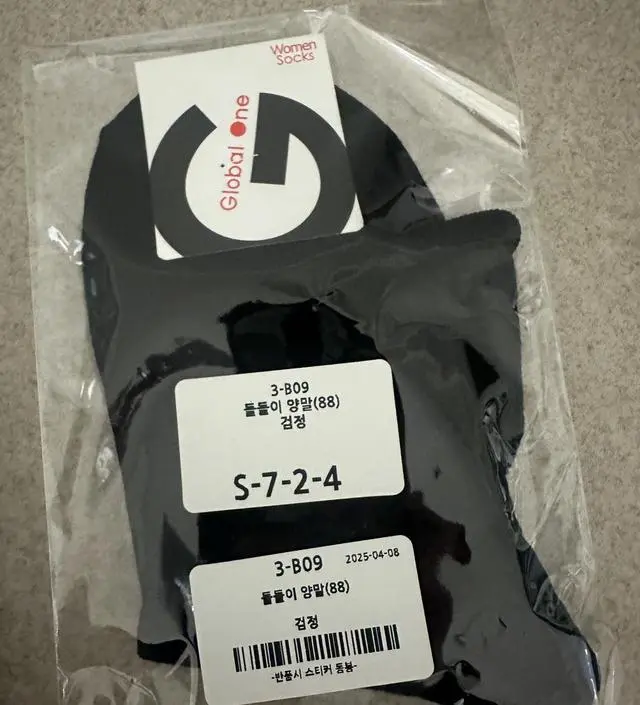 Women
Socks
Global One
3-B09
돌돌이 양말(88)
검정
S-7-2-4
3-B09 2025-04-08
돌돌이 양말(88)
검정
-반품시 스티커 동봉-